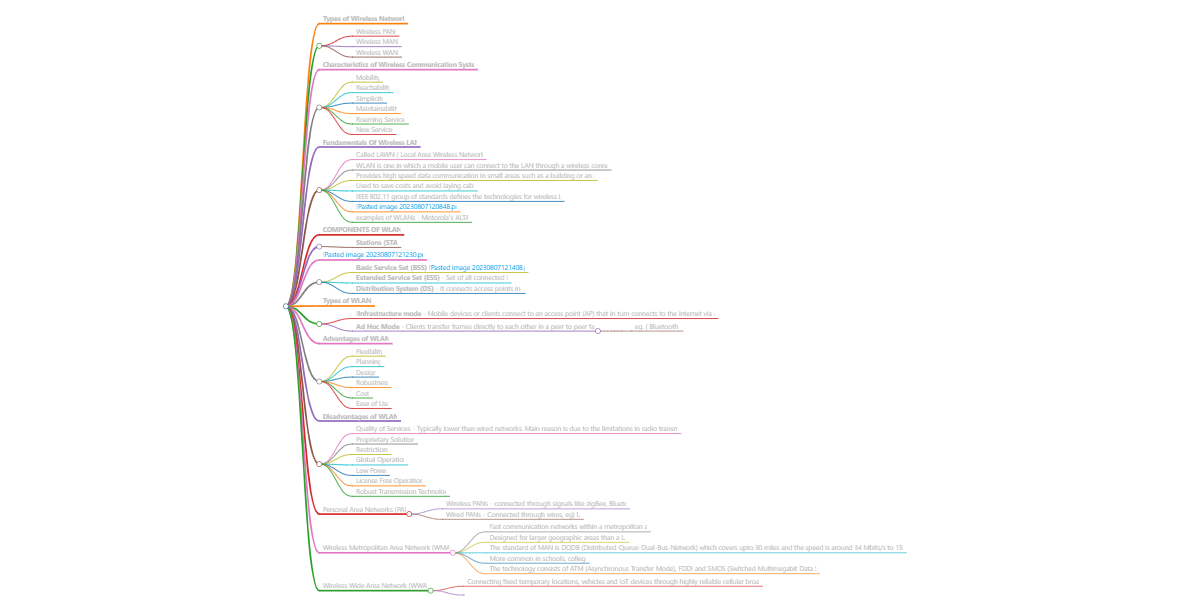 Types of Wireless Networl
Wireless PAN
Wireless MAN
Wireless WAN
Characteristics of Wireless Communication Syste
Mobility
Reachabilit
Simplicit
Maintainabilit
Roaming Service
New Service
Fundamentals Of Wireless LAN
Called LAWN ( Local Area Wireless Network
WLAN is one in which a mobile user can connect to the LAN through a wireless conne
Provides high speed data communication in small areas such as a building or an
Used to save costs and avoid laying cab
IEEE 802.11 group of standards defines the technologies for wireless l
!Pasted image 20230807120848.pi
examples of WLANs - Motorola's ALTI
COMPONENTS OF WLAN
Stations (STA
!Pasted image 20230807121230.pi
Basic Service Set (BSS) !Pasted image 20230807121408.
Extended Service Set (ESS) - Set of all connected
Distribution System (DS) - It connects access points in
Types of WLAN
Infrastructure mode - Mobile devices or clients connect to an access point (AP) that in turn connects to the internet via
Ad Hoc Mode - Clients transfer frames directly to each other in a peer to peer fa
eg. ( Bluetooth
Advantages of WLAN
Flexibility
Planning
Design
Robustness
Cost
Ease of Us
Disadvantages of WLAN
Quality of Services - Typically lower than wired networks. Main reason is due to the limitations in radio transm
Proprietary Solution
Restriction
Global Operatio
Low Powe
License Free Operation
Robust Transmission Technolo
Personal Area Networks (PAN
Wireless PANs - connected through signals like zigBee, Blueto
Wired PANs - Connected through wires, eg) U
Wireless Metropolitan Area Network (WMA
Fast communication networks within a metropolitan a
Designed for larger geographic areas than a L
The standard of MAN is DQDB (Distributed-Queue-Dual-Bus-Network) which covers upto 30 miles and the speed is around 34 Mbits/s to 15
More common in schools, colleg
The technology consists of ATM (Asynchronous Transfer Mode), FDDI and SMDS (Switched Multimegabit Data
Wireless Wide Area Network (WWA
Connecting fixed temporary locations, vehicles and IoT devices through highly reliable cellular broa